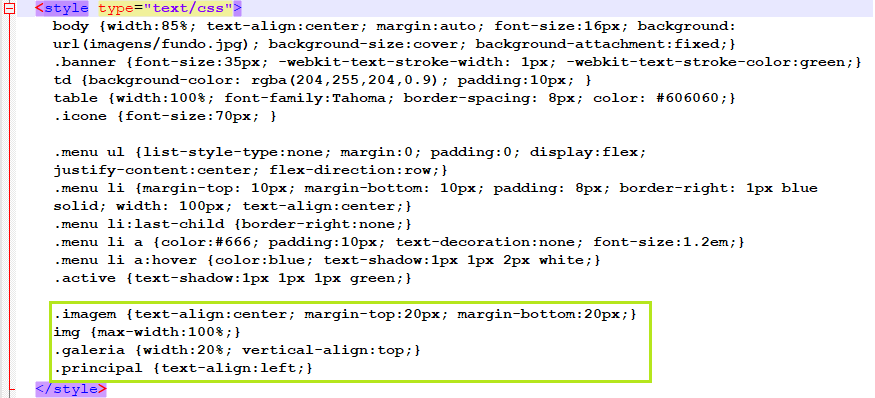 <style type="text/css">
body {width:85%; text-align:center; margin:auto; font-size:16px; background:
url(imagens/fundo.jpg); background-size:cover; background-attachment:fixed;}
.banner {font-size:35px; -webkit-text-stroke-width: 1px; -webkit-text-stroke-color:green;}
td {background-color: rgba(204,255,204,0.9); padding:10px; }
table {width:100%; font-family:Tahoma; border-spacing: 8px; color: #606060;}
.icone {font-size:70px; }
.menu ul {list-style-type:none; margin:0; padding:0; display:flex;
justify-content:center; flex-direction:row;}
.menu li {margin-top: 10px; margin-bottom: 10px; padding: 8px; border-right: 1px blue
solid; width: 100px; text-align:center;}
.menu li:last-child {border-right:none;}
.menu li a {color:#666; padding:10px; text-decoration:none; font-size:1.2em;}
.menu li a:hover {color:blue; text-shadow:1px 1px 2px white;}
.active {text-shadow:1px 1px 1px green;}
.imagem {text-align:center; margin-top:20px; margin-bottom:20px;}
img {max-width:100%;}
.galeria {width:20%; vertical-align:top;}
.principal {text-align:left;}
</style>